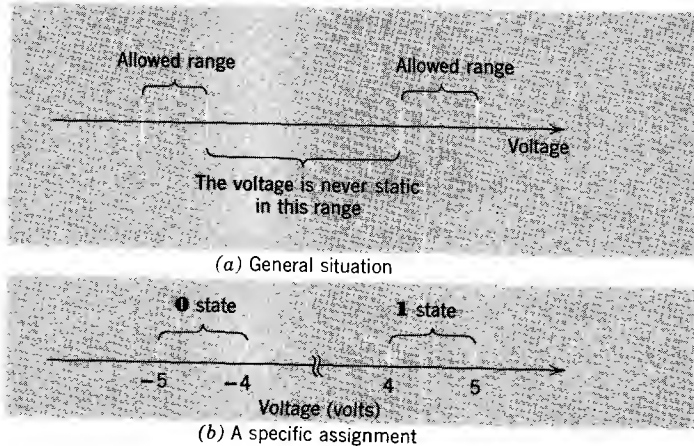 Allowed range Allowed range
Voltage
The voltage is never static
in this range
(a) General situation
0 state 1 state
-5 -4 4 5
Voltage (volts)
(b) A specific assignment